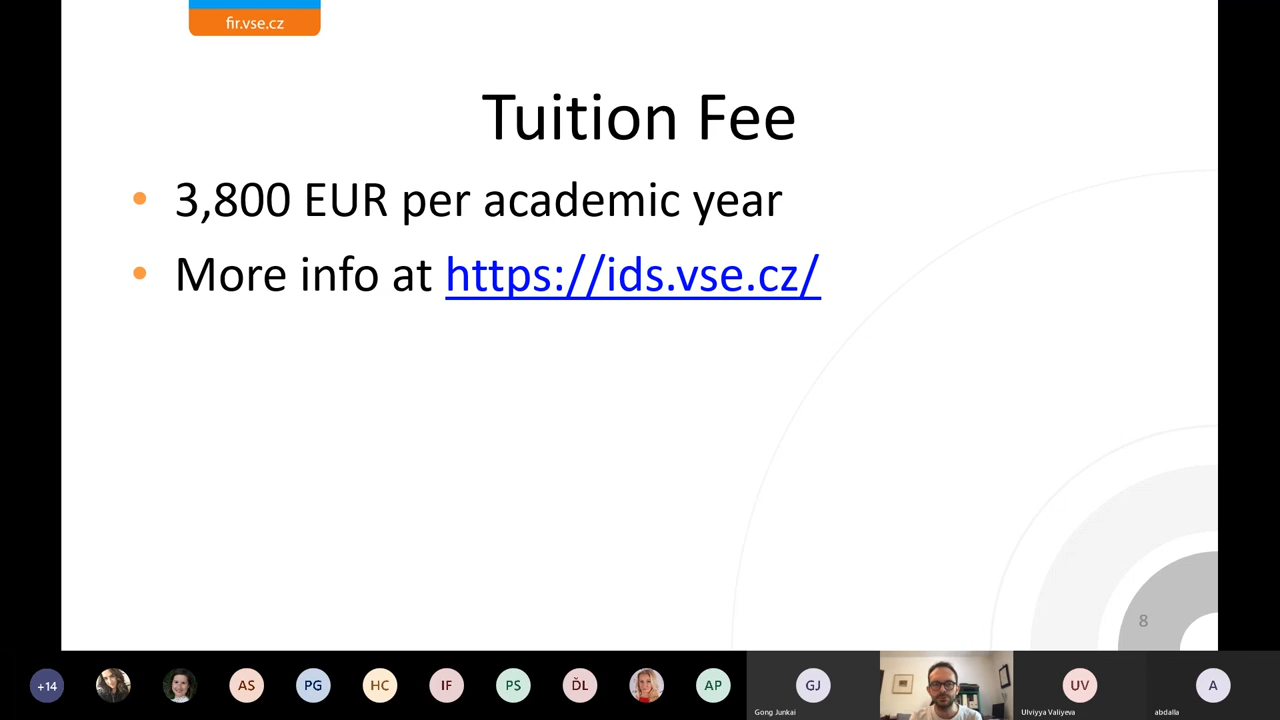 fir.vse.cz
Tuition Fee
• 3,800 EUR per academic year
• More info at https://ids.vse.cz/
8
+14
AS
PG
HC
IF
PS
ĎL
AP
GJ
Gong Junkai
UV
Ulviyya Valiyeva
A
abdalla